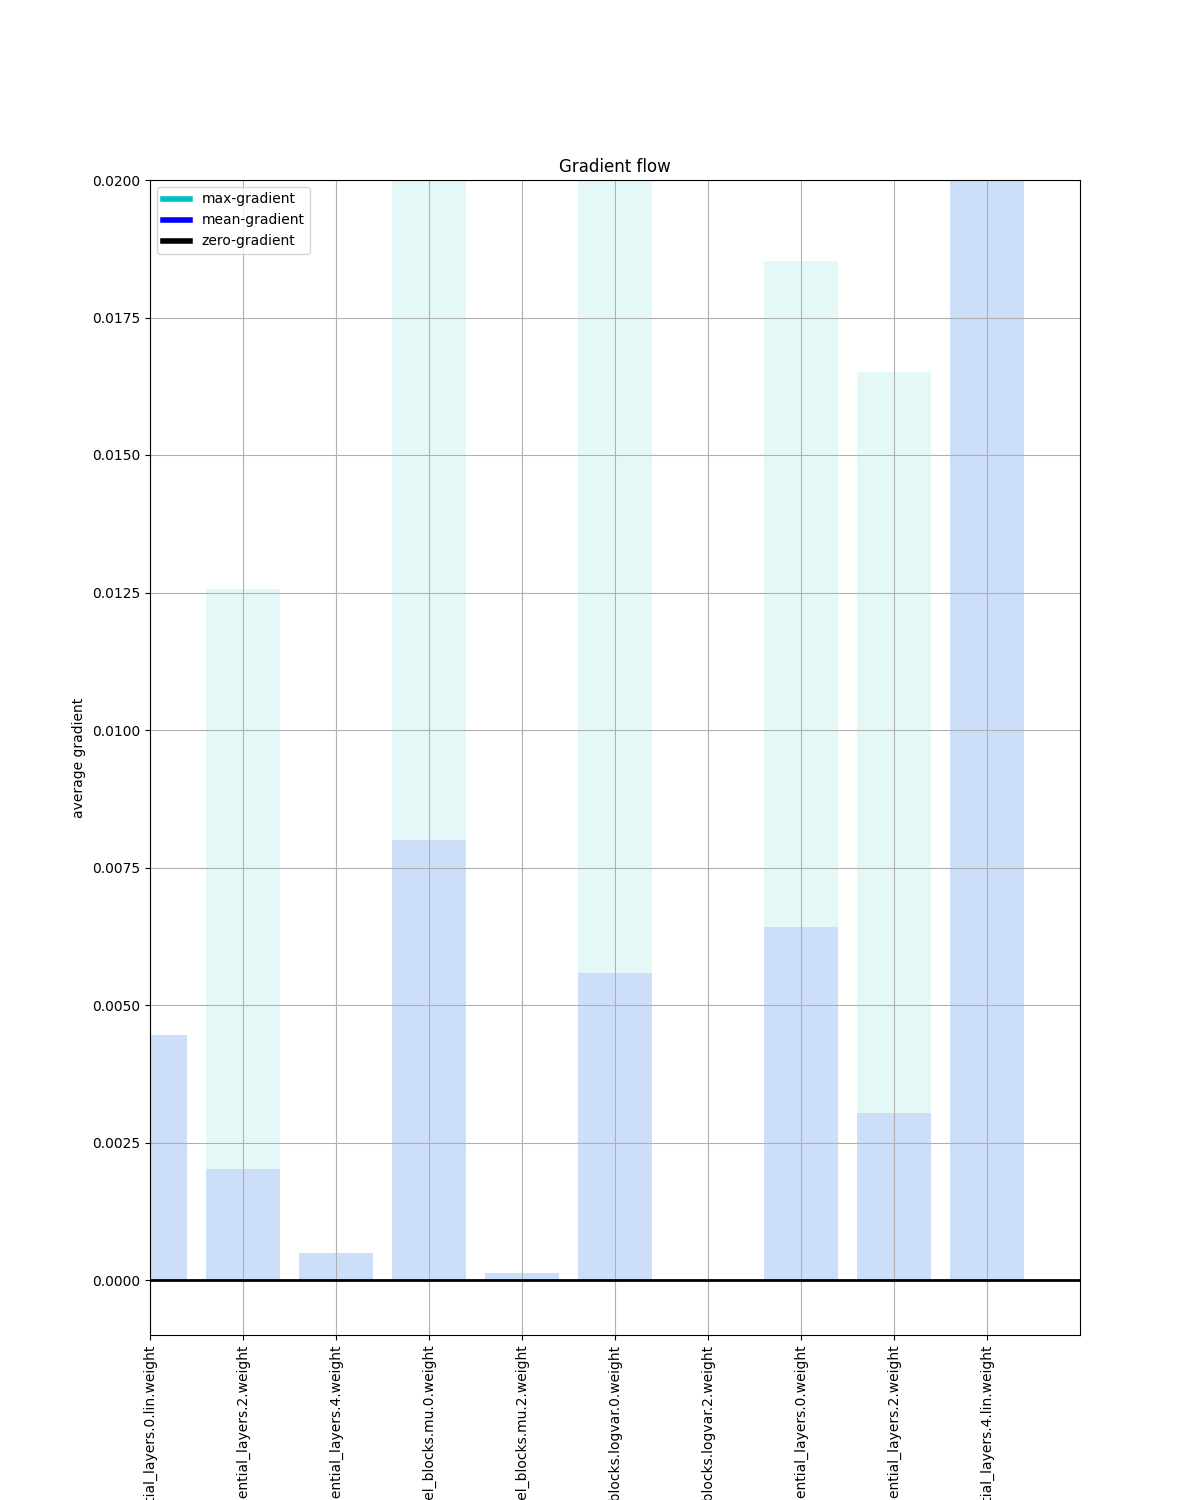 Gradient flow
max-gradient
mean-gradient
zero-gradient
0.0200
0.0175
0.0150
0.0125
0.0100
0.0075
0.0050
0.0025
0.0000
average gradient
tial_layers.0.lin.weight
ential_layers.2.weight
ential_layers.4.weight
el_blocks.mu.0.weight
el_blocks.mu.2.weight
blocks.logvar.0.weight
blocks.logvar.2.weight
ential_layers.0.weight
ential_layers.2.weight
tial_layers.4.lin.weight